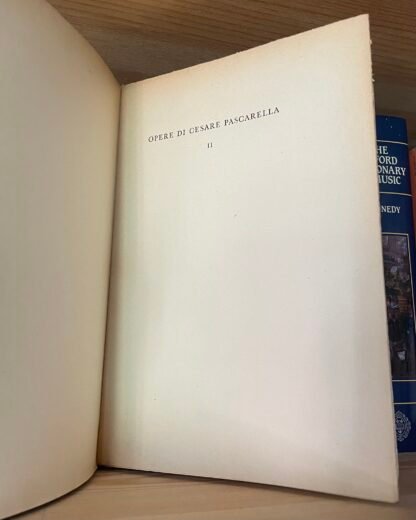 OPERE DI CESARE PASCARELLA
II
HE
FORD
IONARY
MUSIC
NEDY